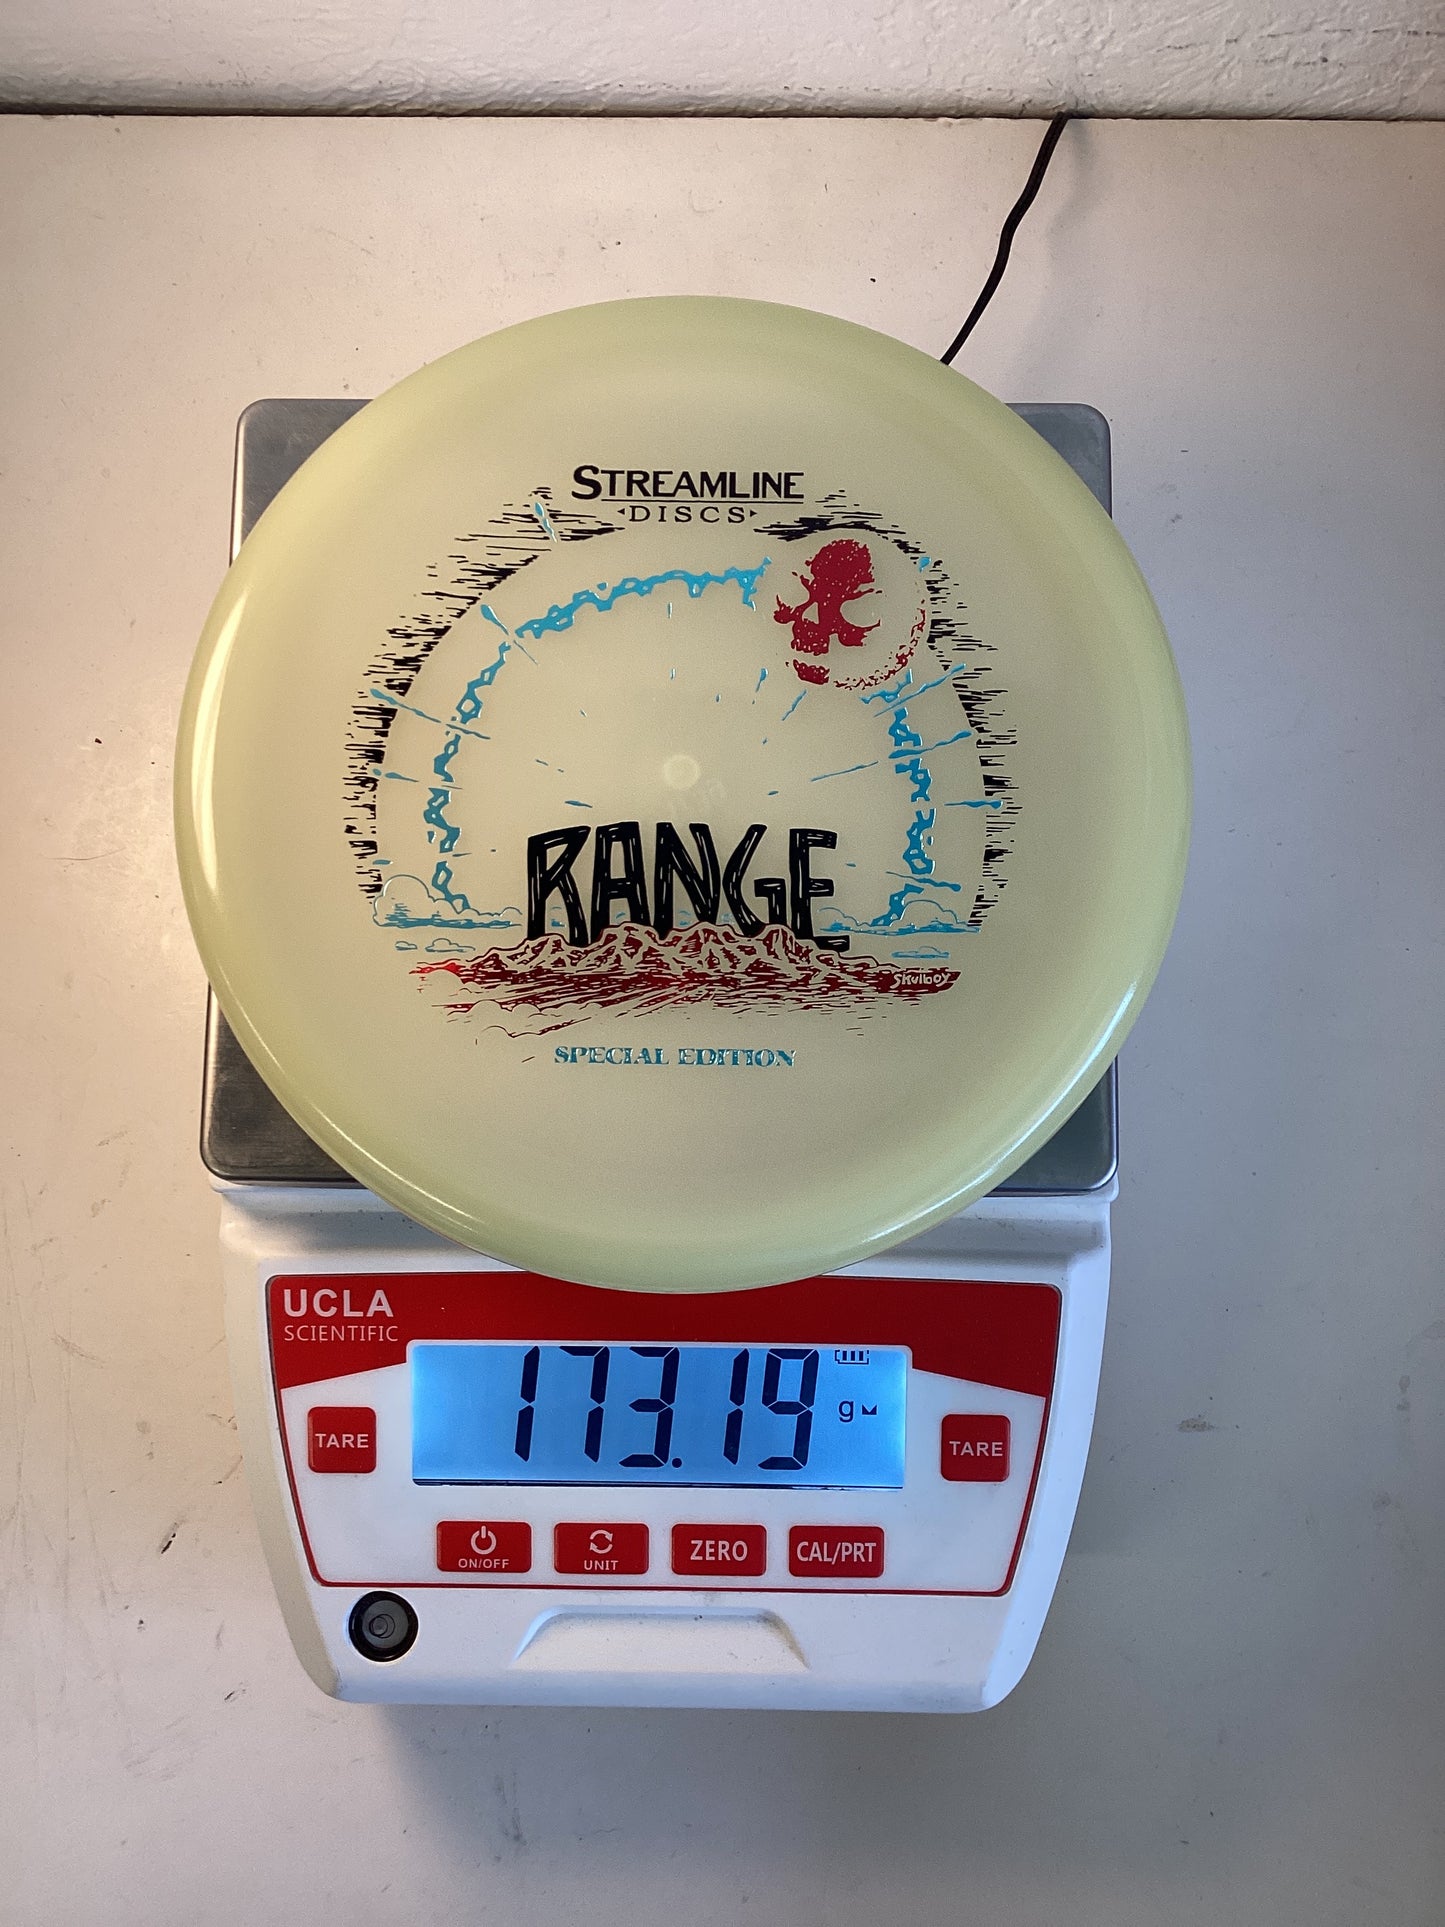 STREAMLINE
DISCS
RANGE
Skulboy
SPECIAL EDITION
UCLA
SCIENTIFIC
173.19 g
TARE
TARE
ON/OFF
UNIT
ZERO
CAL/PRT